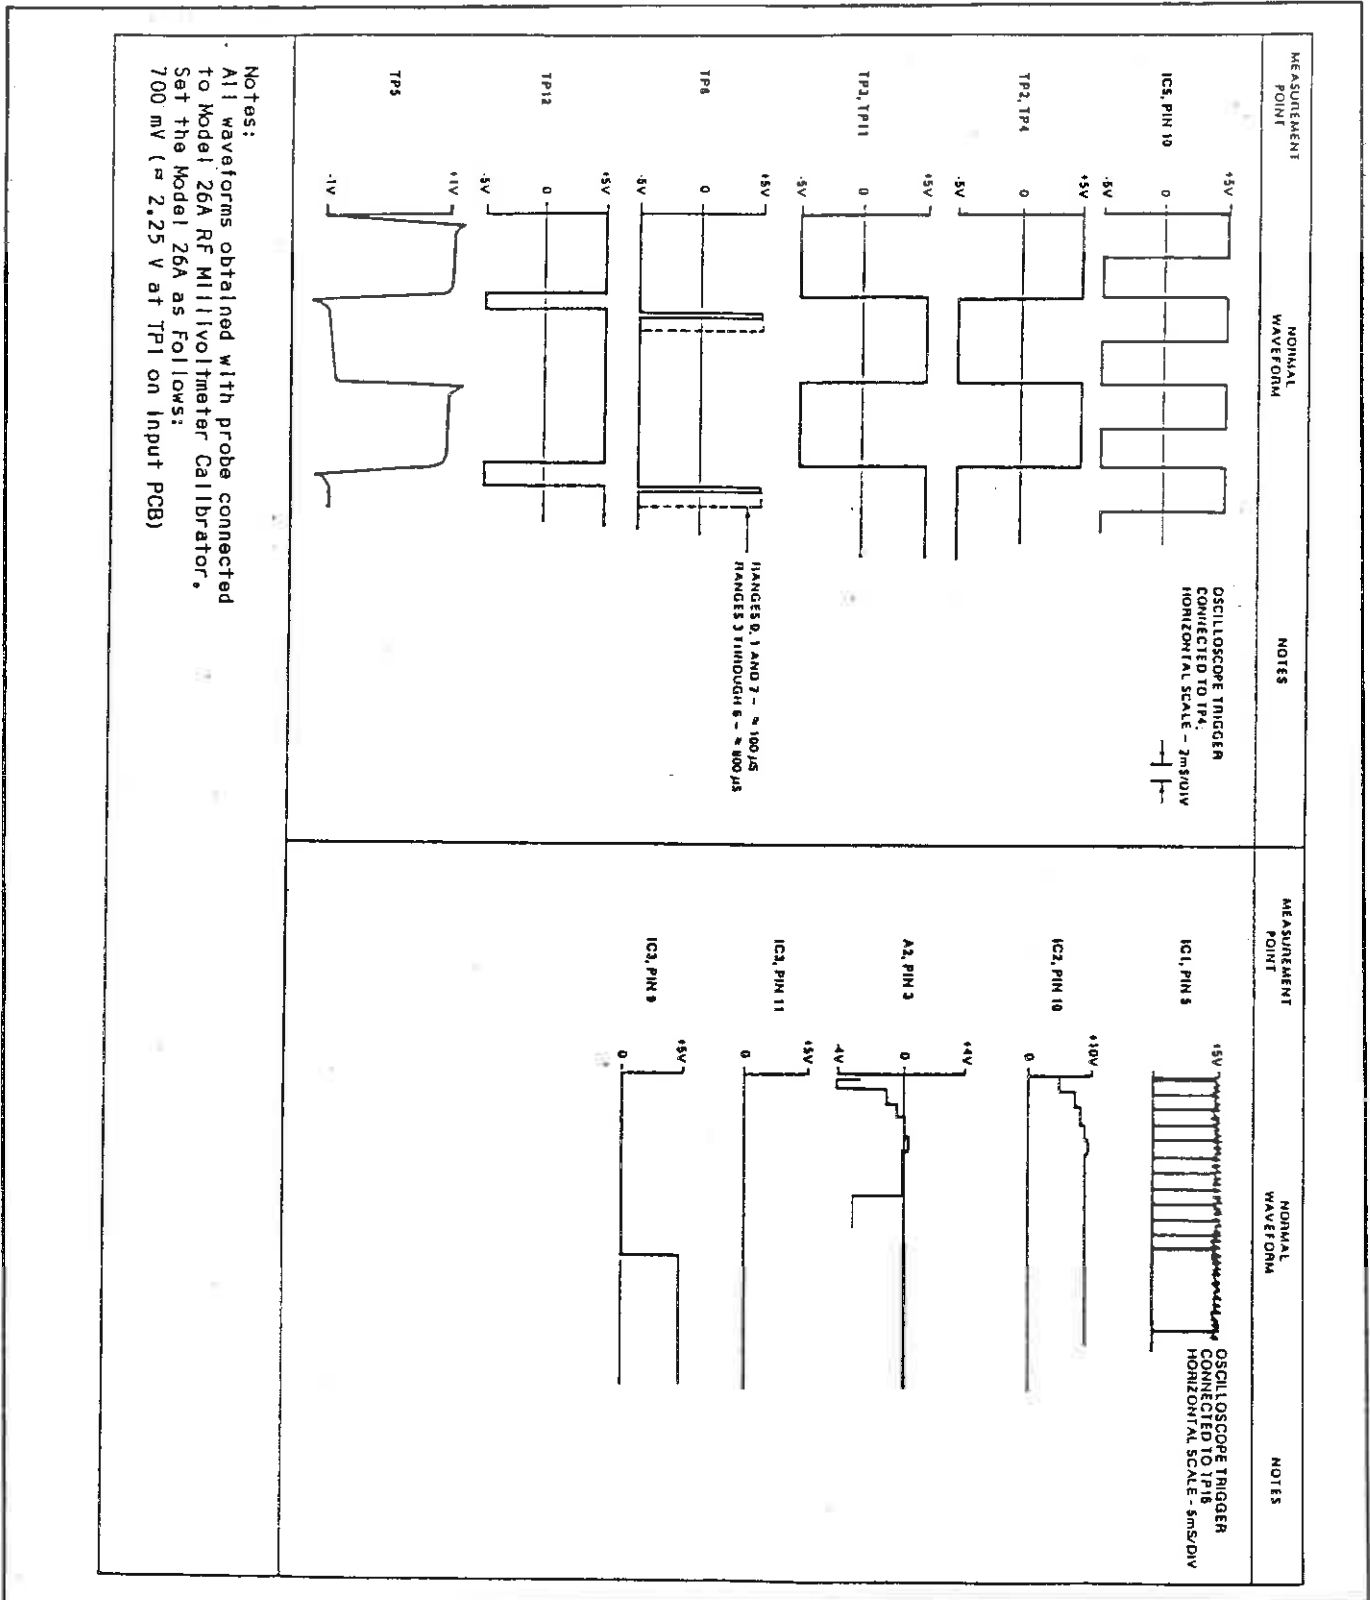 MEASUREMENT
POINT
NORMAL
WAVEFORM
NOTES
IC5, PIN 10
+5V
0
-5V
OSCILLOSCOPE TRIGGER
CONNECTED TO TP4.
HORIZONTAL SCALE - 2mS/DIV
TP2, TP4
+5V
0
-5V
TP3, TP11
+5V
0
-5V
TP8
+5V
0
-5V
RANGES 0, 1 AND 2 - ≈ 100 µS
RANGES 3 THROUGH 6 - ≈ 800 µS
TP12
+5V
0
-5V
TP5
+1V
-1V
MEASUREMENT
POINT
NORMAL
WAVEFORM
NOTES
IC1, PIN 5
+5V
OSCILLOSCOPE TRIGGER
CONNECTED TO TP16
HORIZONTAL SCALE - 5mS/DIV
IC2, PIN 10
+10V
0
A2, PIN 3
+4V
0
-4V
IC3, PIN 11
+5V
0
IC3, PIN 9
+5V
0
Notes:
All waveforms obtained with probe connected
to Model 26A RF Millivoltmeter Calibrator.
Set the Model 26A as Follows:
700 mV (≈ 2.25 V at TP1 on Input PCB)